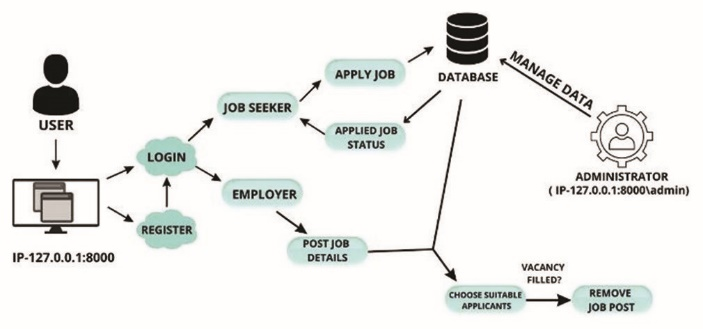 USER
IP-127.0.0.1:8000
LOGIN
REGISTER
JOB SEEKER
EMPLOYER
APPLY JOB
APPLIED JOB
STATUS
POST JOB
DETAILS
DATABASE
MANAGE DATA
ADMINISTRATOR
( IP-127.0.0.1:8000\admin)
CHOOSE SUITABLE
APPLICANTS
VACANCY
FILLED?
REMOVE
JOB POST